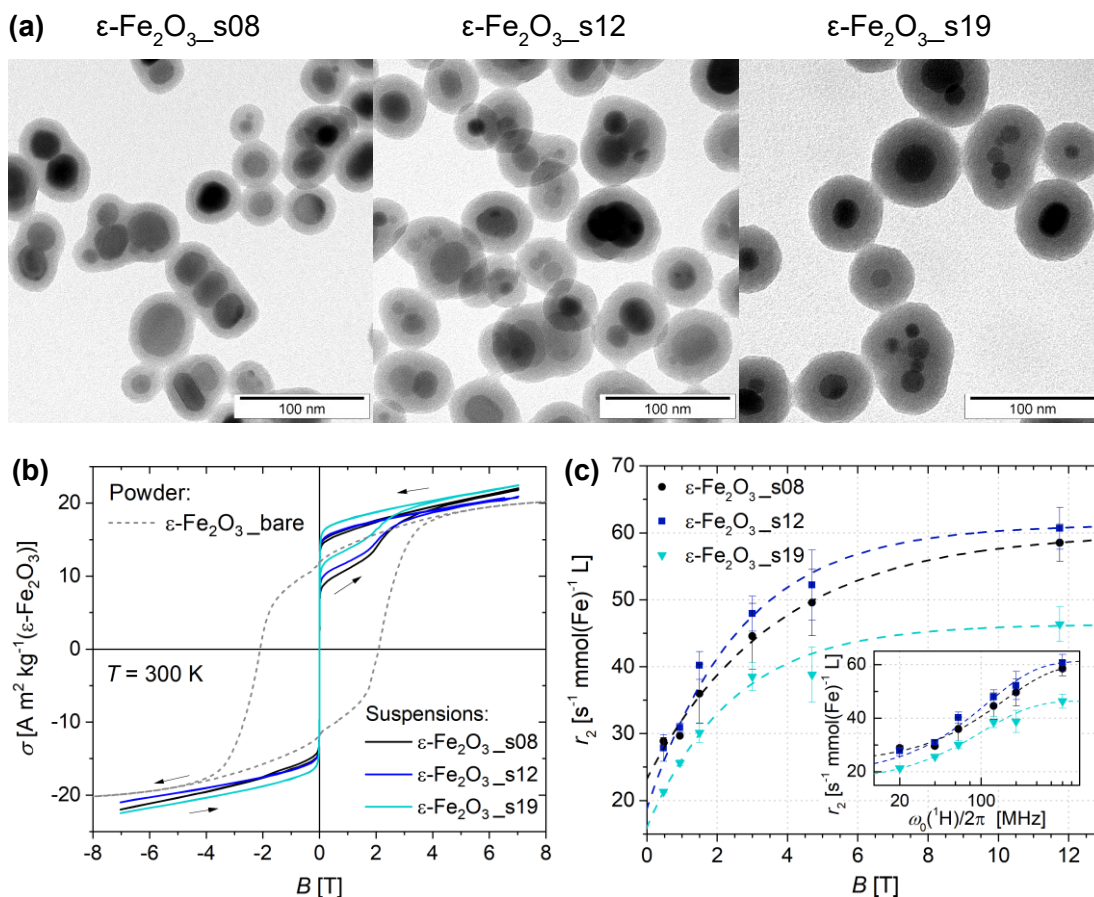 (a) ε-Fe₂O₃_s08 ε-Fe₂O₃_s12 ε-Fe₂O₃_s19
100 nm 100 nm 100 nm
(b)
Powder:
ε-Fe₂O₃_bare
T = 300 K
Suspensions:
ε-Fe₂O₃_s08
ε-Fe₂O₃_s12
ε-Fe₂O₃_s19
σ [A m² kg⁻¹(ε-Fe₂O₃)]
20
10
0
-10
-20
-8 -6 -4 -2 0 2 4 6 8
B [T]
(c)
ε-Fe₂O₃_s08
ε-Fe₂O₃_s12
ε-Fe₂O₃_s19
r₂ [s⁻¹ mmol(Fe)⁻¹ L]
70
60
50
40
30
20
0 2 4 6 8 10 12
B [T]
r₂ [s⁻¹ mmol(Fe)⁻¹ L]
60
40
20
20 100
ω₀(¹H)/2π [MHz]